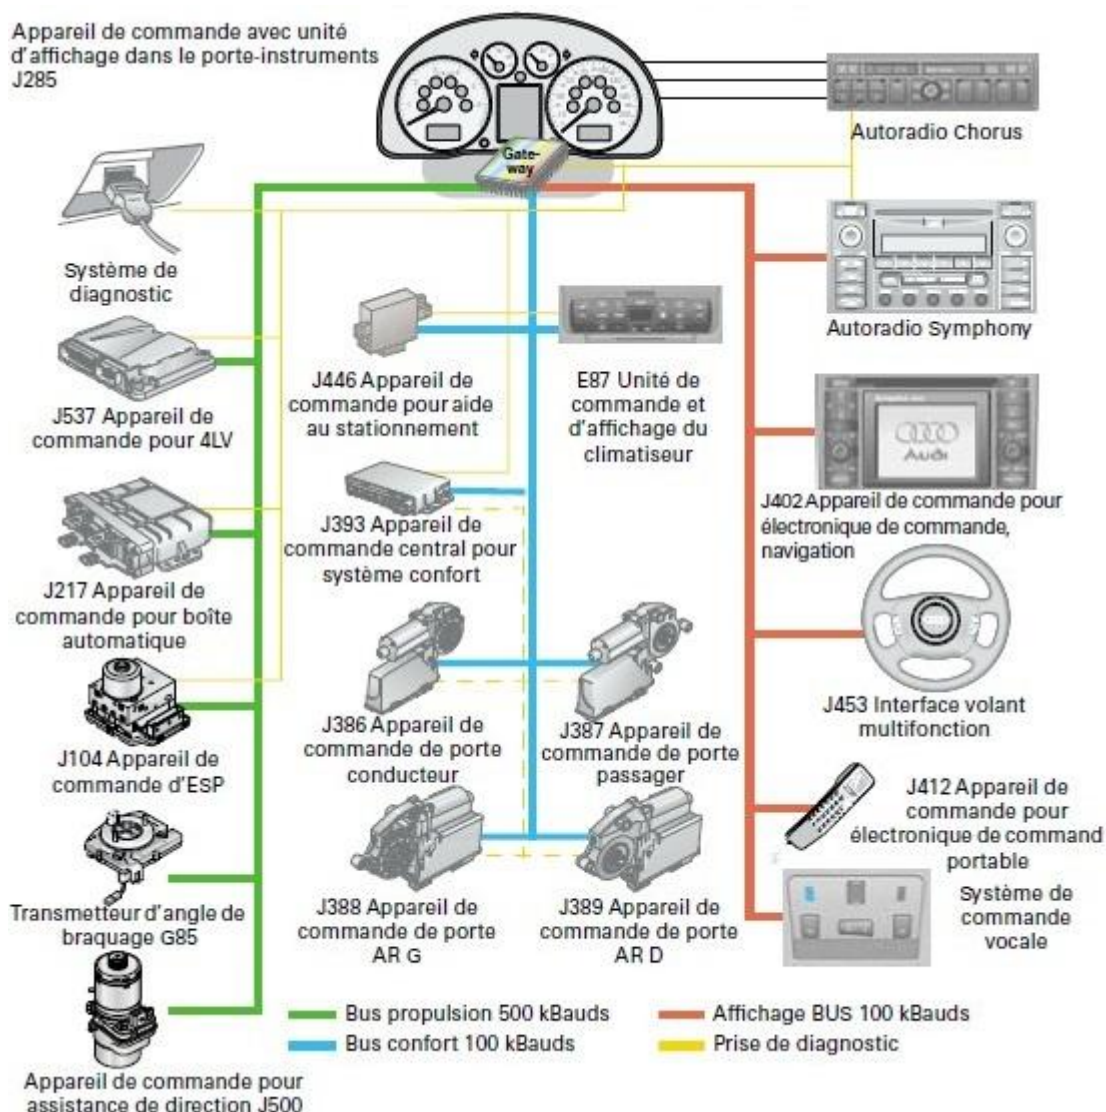 Appareil de commande avec unité
d'affichage dans le porte-instruments
J285
Gate-
way
Autoradio Chorus
Système de
diagnostic
Autoradio Symphony
J537 Appareil de
commande pour 4LV
J446 Appareil de
commande pour aide
au stationnement
E87 Unité de
commande et
d'affichage du
climatiseur
Audi
J402 Appareil de commande pour
électronique de commande,
navigation
J393 Appareil de
commande central pour
système confort
J217 Appareil de
commande pour boîte
automatique
J453 Interface volant
multifonction
J386 Appareil de
commande de porte
conducteur
J387 Appareil de
commande de porte
passager
J104 Appareil de
commande d'ESP
J412 Appareil de
commande pour
électronique de command
portable
Transmetteur d'angle de
braquage G85
J388 Appareil de
commande de porte
AR G
J389 Appareil de
commande de porte
AR D
Système de
commande
vocale
Bus propulsion 500 kBauds
Bus confort 100 kBauds
Affichage BUS 100 kBauds
Prise de diagnostic
Appareil de commande pour
assistance de direction J500